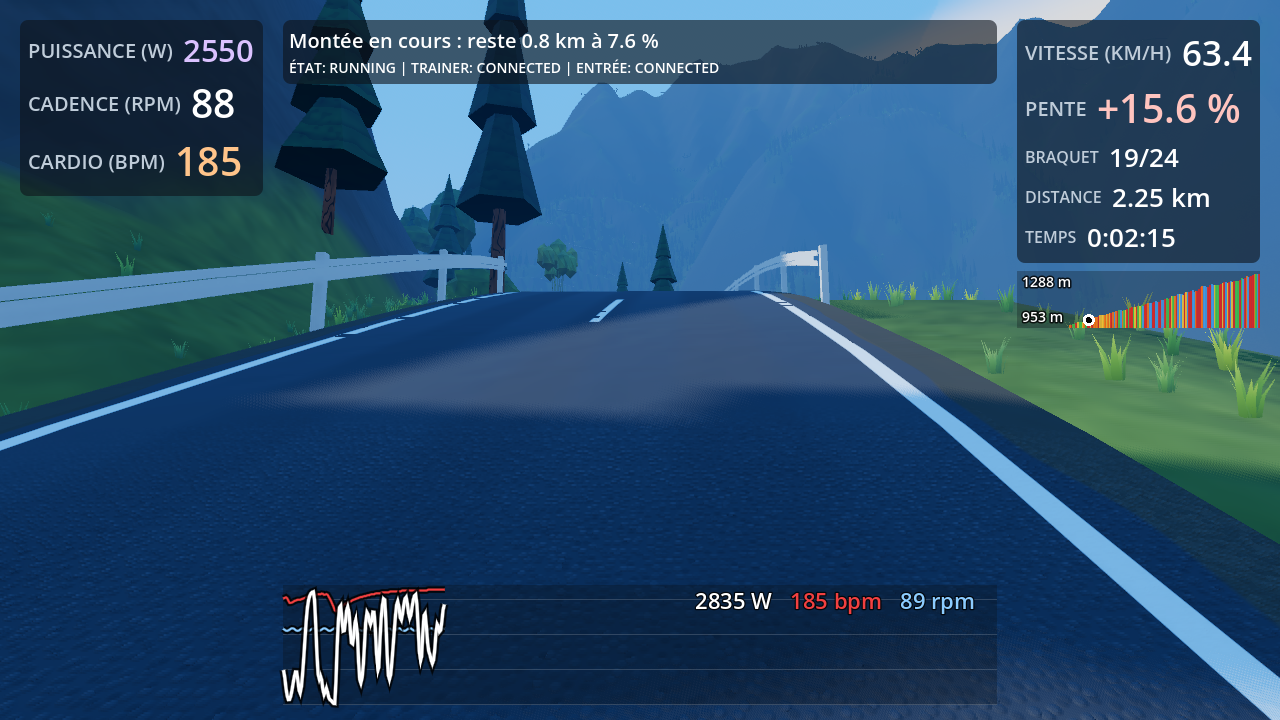 PUISSANCE (W) 2550
CADENCE (RPM) 88
CARDIO (BPM) 185
Montée en cours : reste 0.8 km à 7.6 %
ÉTAT: RUNNING | TRAINER: CONNECTED | ENTRÉE: CONNECTED
VITESSE (KM/H) 63.4
PENTE +15.6 %
BRAQUET 19/24
DISTANCE 2.25 km
TEMPS 0:02:15
1288 m
953 m
2835 W 185 bpm 89 rpm